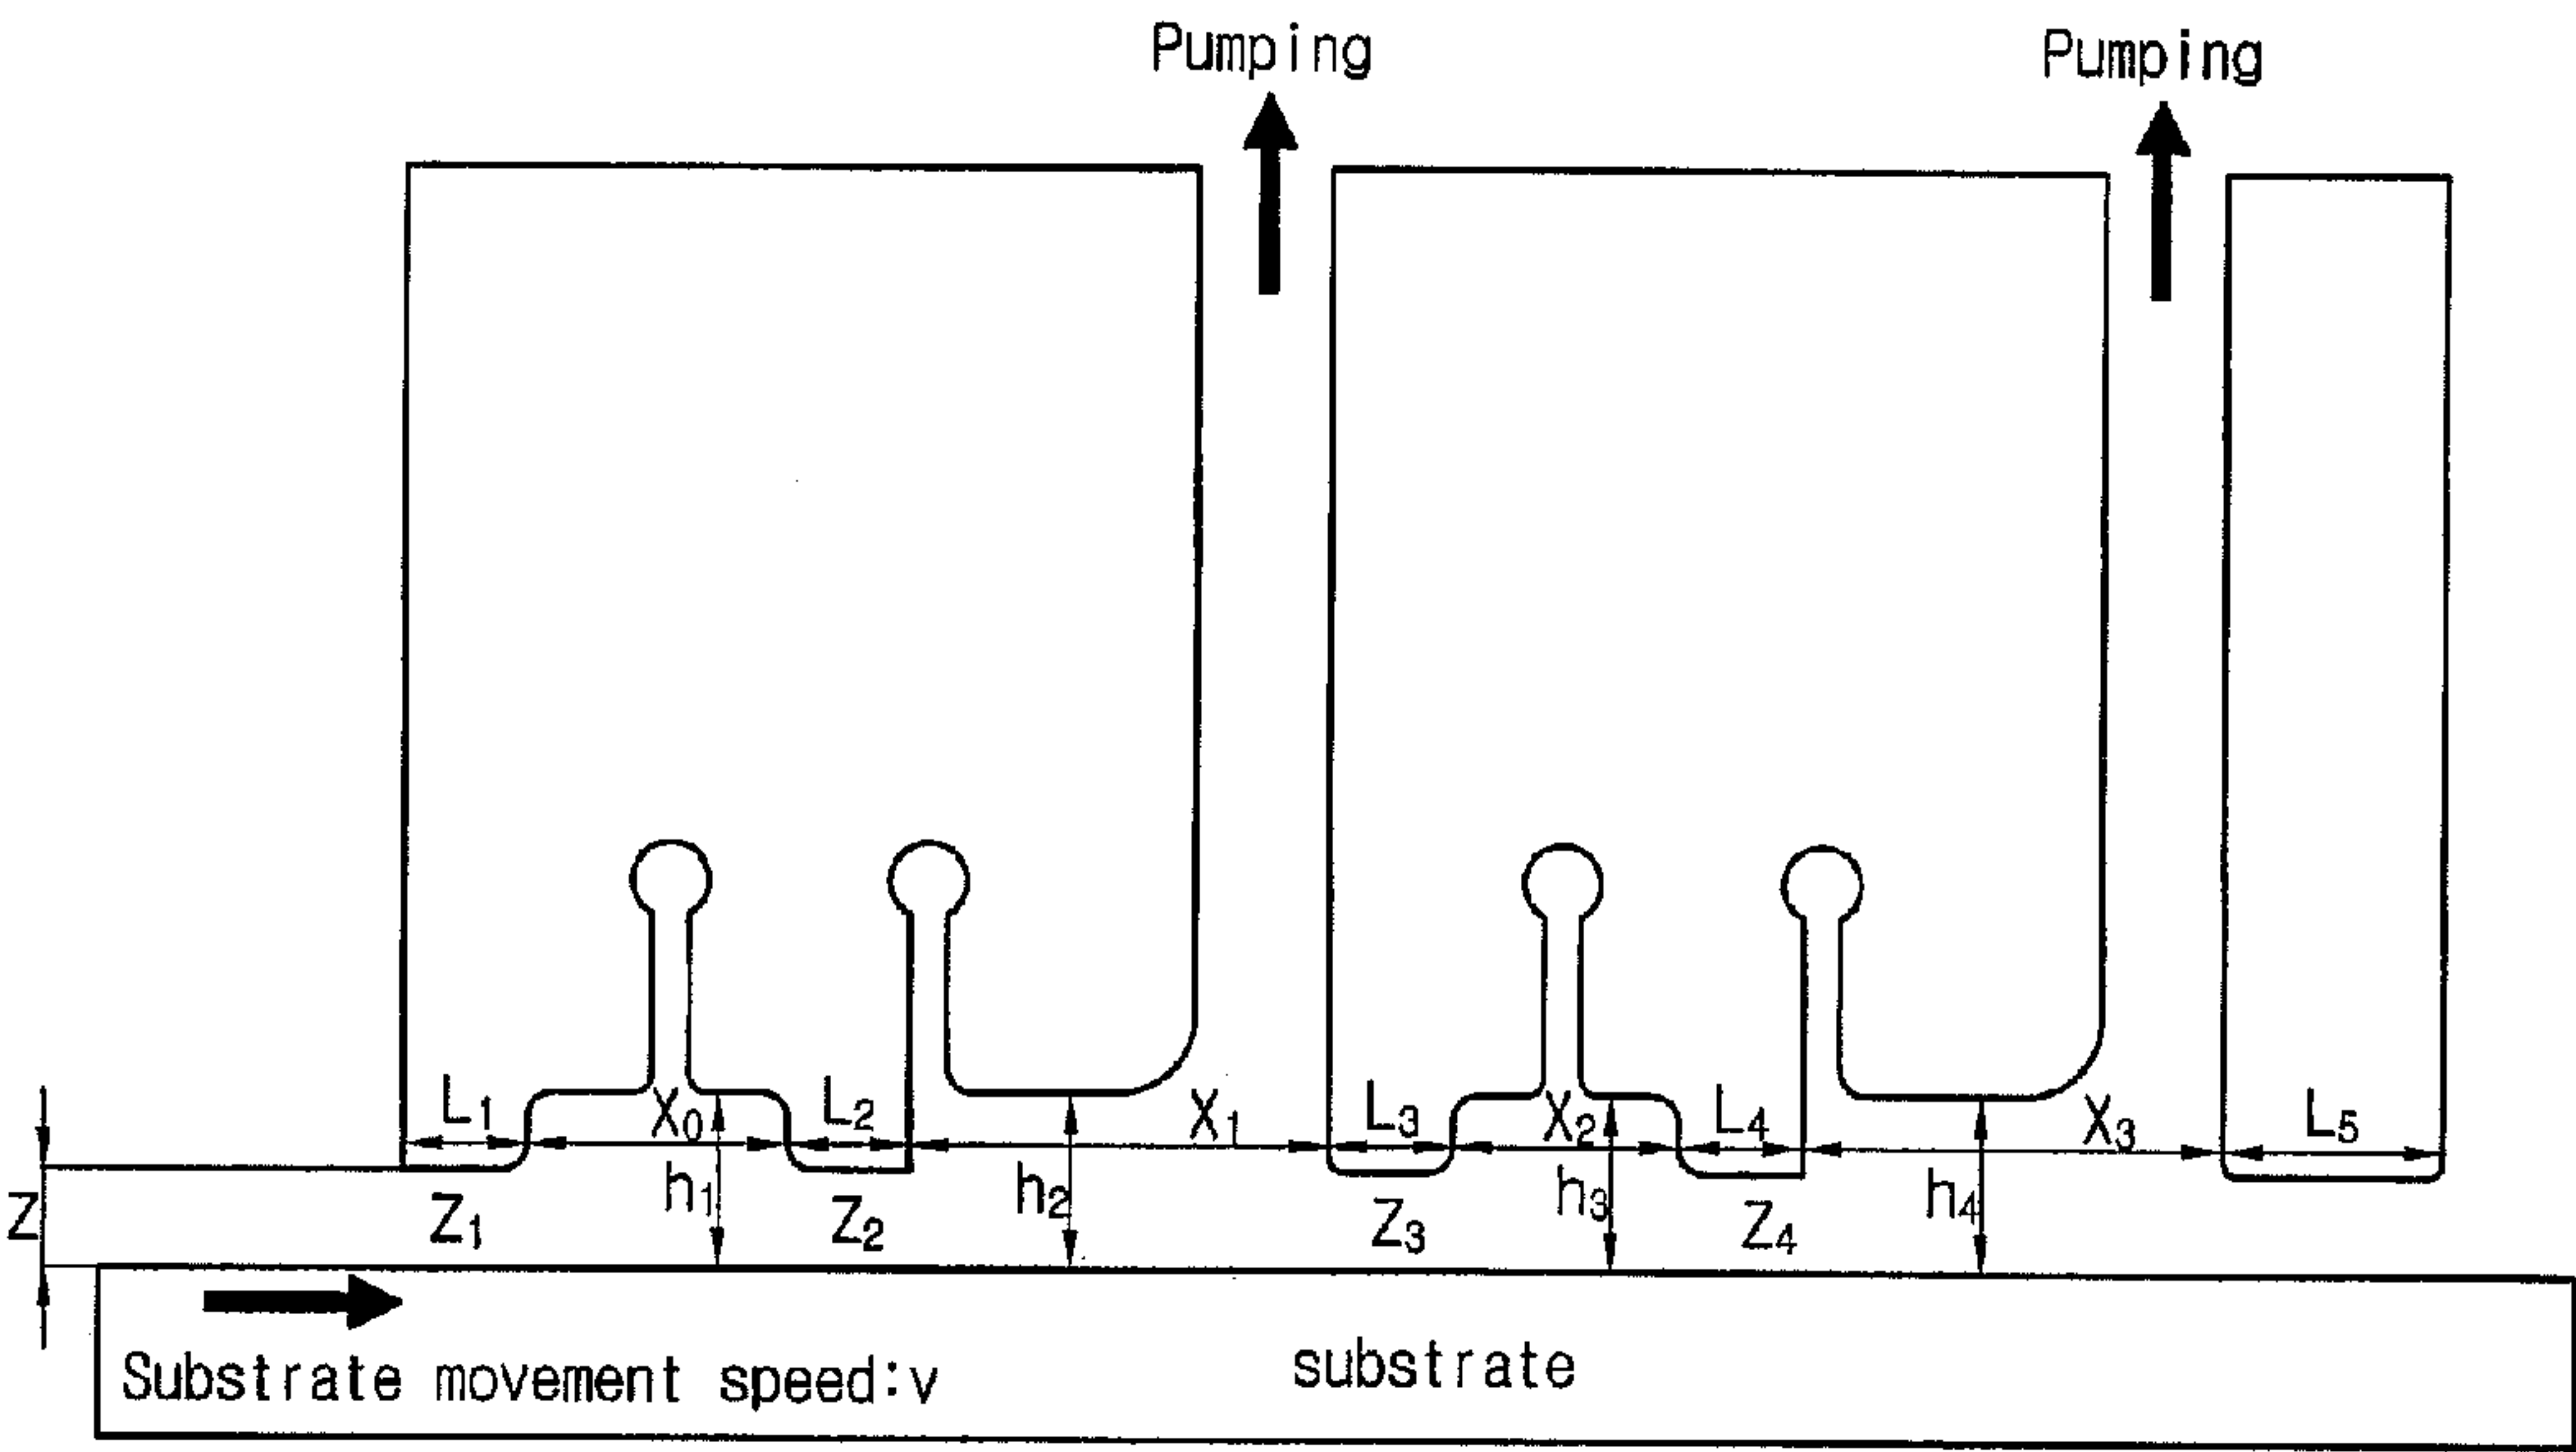 Pumping
Pumping
L₁
X₀
L₂
X₁
L₃
X₂
L₄
X₃
L₅
Z
Z₁
h₁
Z₂
h₂
Z₃
h₃
Z₄
h₄
Substrate movement speed:v
substrate